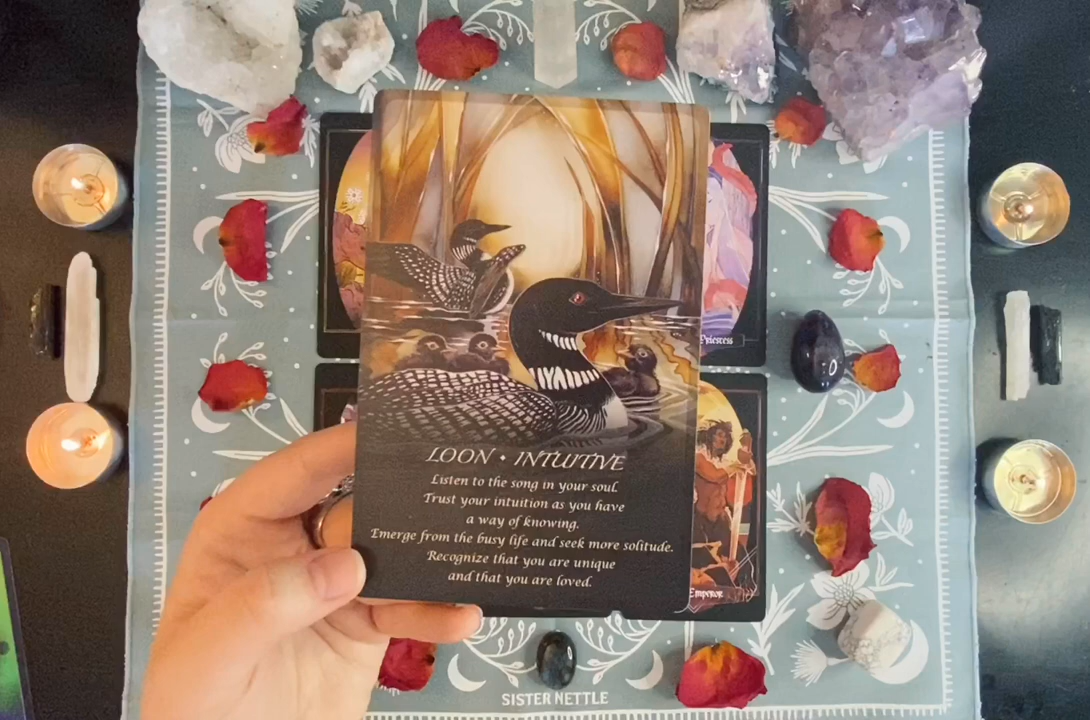 Priestess
LOON • INTUITIVE
Listen to the song in your soul.
Trust your intuition as you have
a way of knowing.
Emerge from the busy life and seek more solitude.
Recognize that you are unique
and that you are loved.
Emperor
SISTER NETTLE